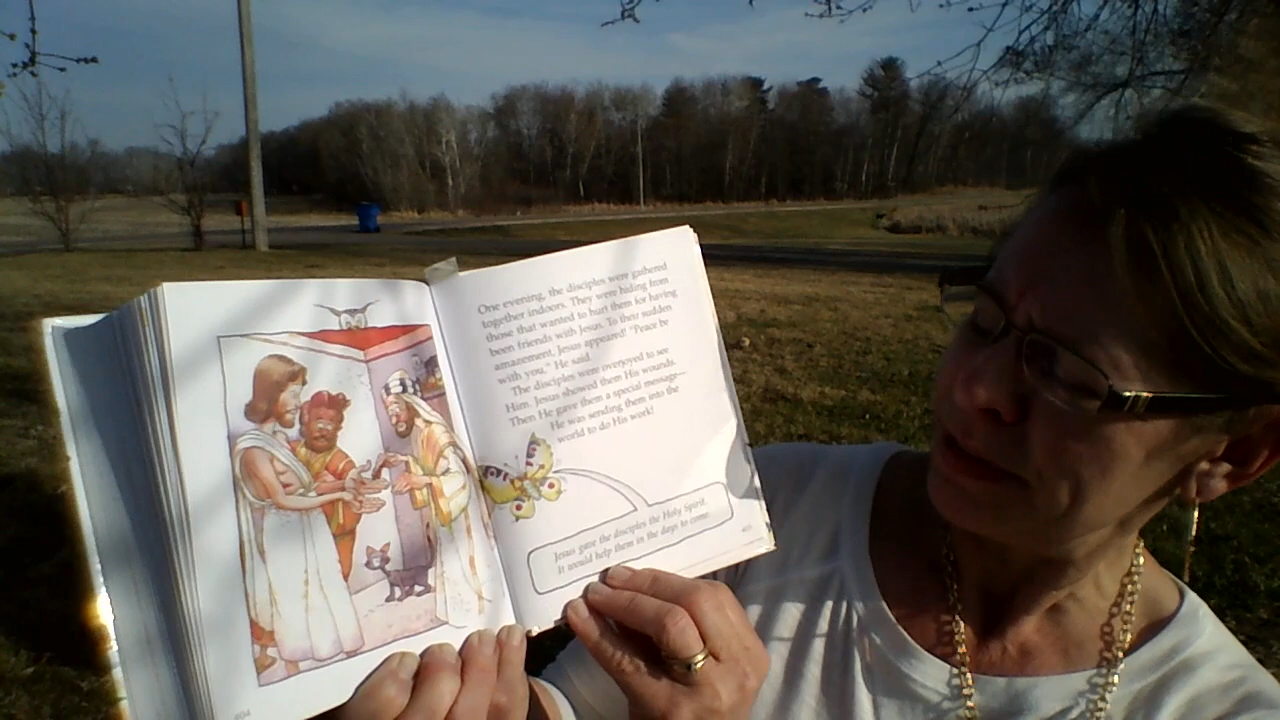 One evening, the disciples were gathered
together indoors. They were hiding from
those that wanted to hurt them for having
been friends with Jesus. To their sudden
amazement, Jesus appeared! "Peace be
with you," He said.
The disciples were overjoyed to see
Him. Jesus showed them His wounds.
Then He gave them a special message—
He was sending them into the
world to do His work!
Jesus gave the disciples the Holy Spirit.
It would help them in the days to come.